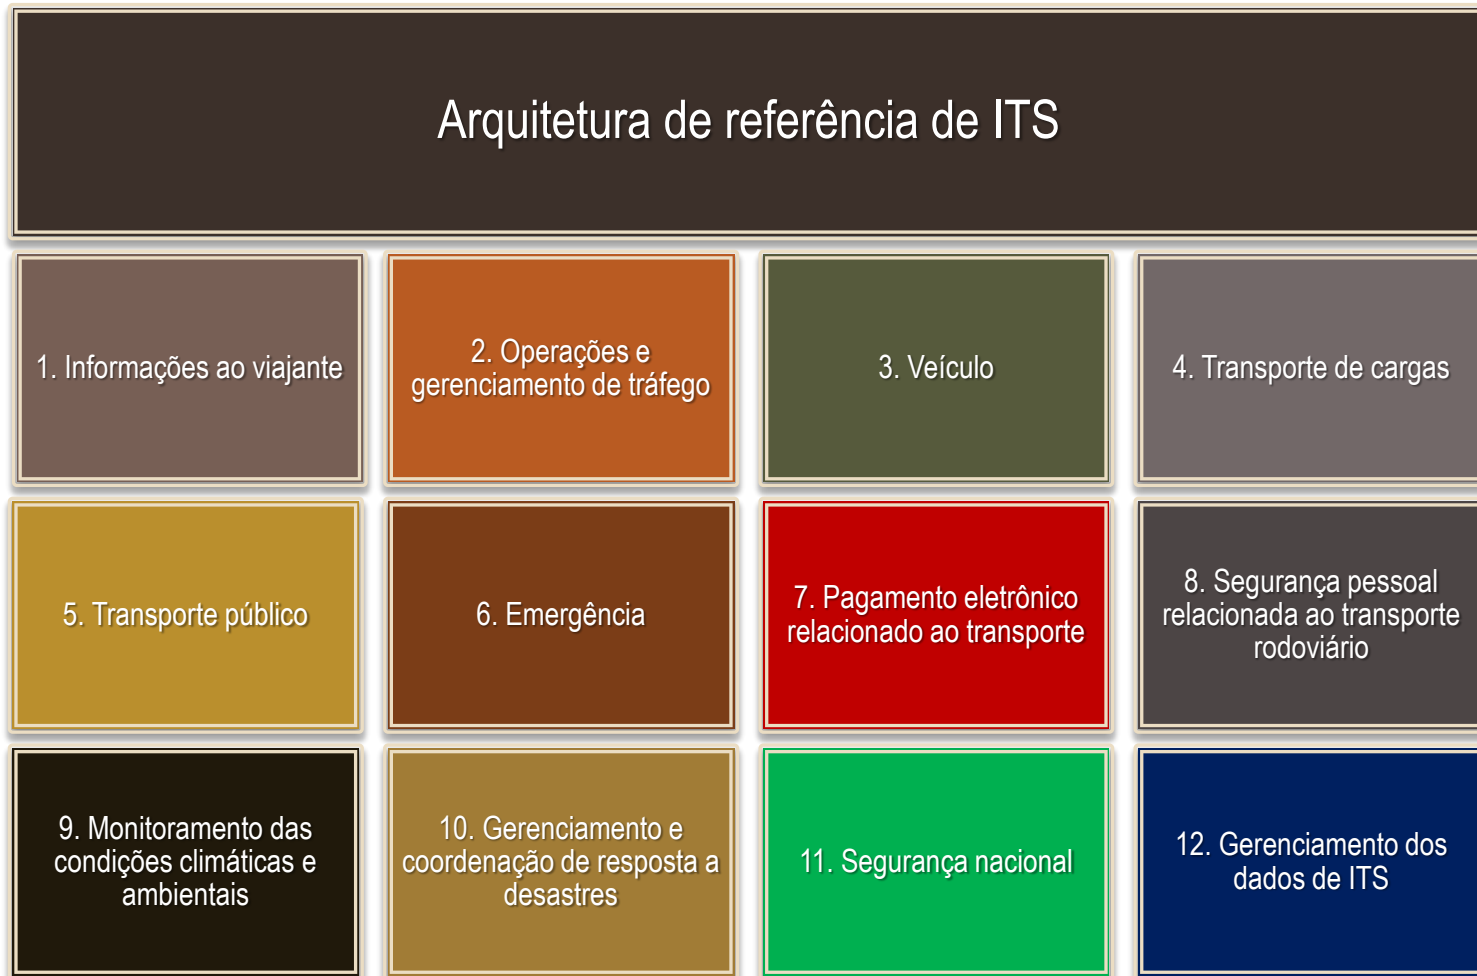 Arquitetura de referência de ITS
1. Informações ao viajante
2. Operações e
gerenciamento de tráfego
3. Veículo
4. Transporte de cargas
5. Transporte público
6. Emergência
7. Pagamento eletrônico
relacionado ao transporte
8. Segurança pessoal
relacionada ao transporte
rodoviário
9. Monitoramento das
condições climáticas e
ambientais
10. Gerenciamento e
coordenação de resposta a
desastres
11. Segurança nacional
12. Gerenciamento dos
dados de ITS